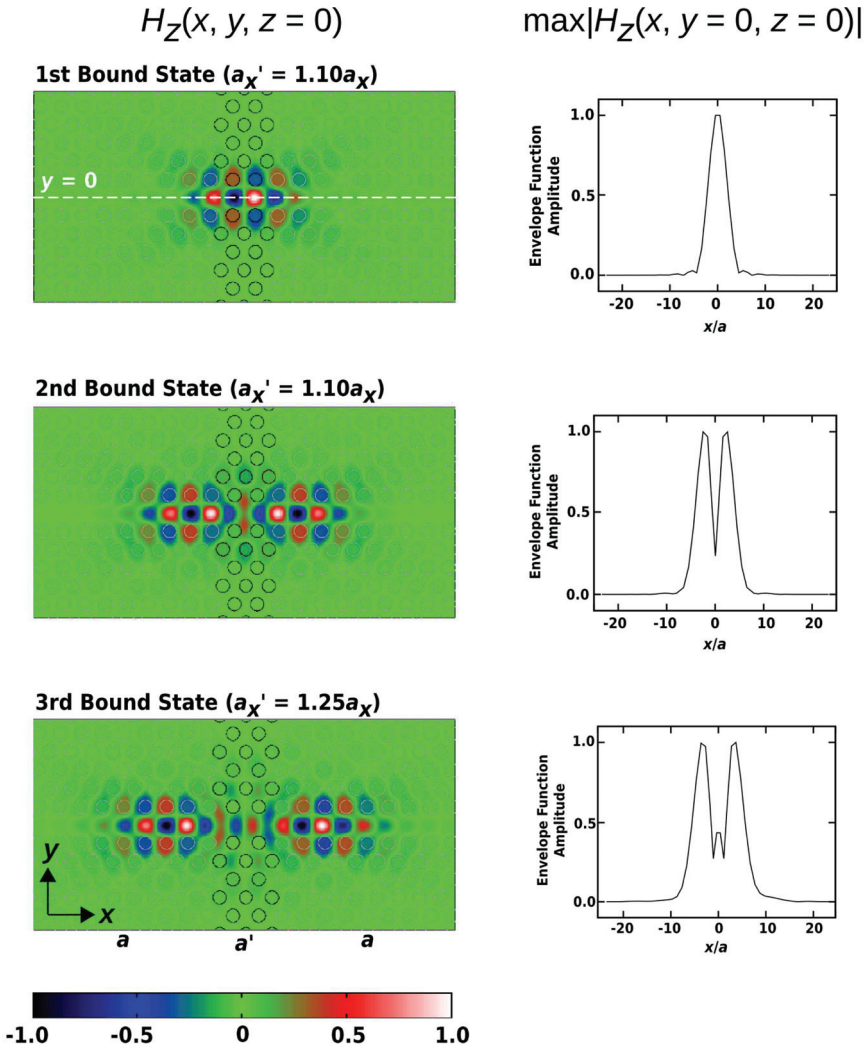 H_Z(x, y, z = 0)
max|H_Z(x, y = 0, z = 0)|
1st Bound State (a_x' = 1.10a_x)
y = 0
1.0
0.5
0.0
Envelope Function
Amplitude
-20 -10 0 10 20
x/a
2nd Bound State (a_x' = 1.10a_x)
1.0
0.5
0.0
Envelope Function
Amplitude
-20 -10 0 10 20
x/a
3rd Bound State (a_x' = 1.25a_x)
y
x
a a' a
1.0
0.5
0.0
Envelope Function
Amplitude
-20 -10 0 10 20
x/a
-1.0 -0.5 0 0.5 1.0